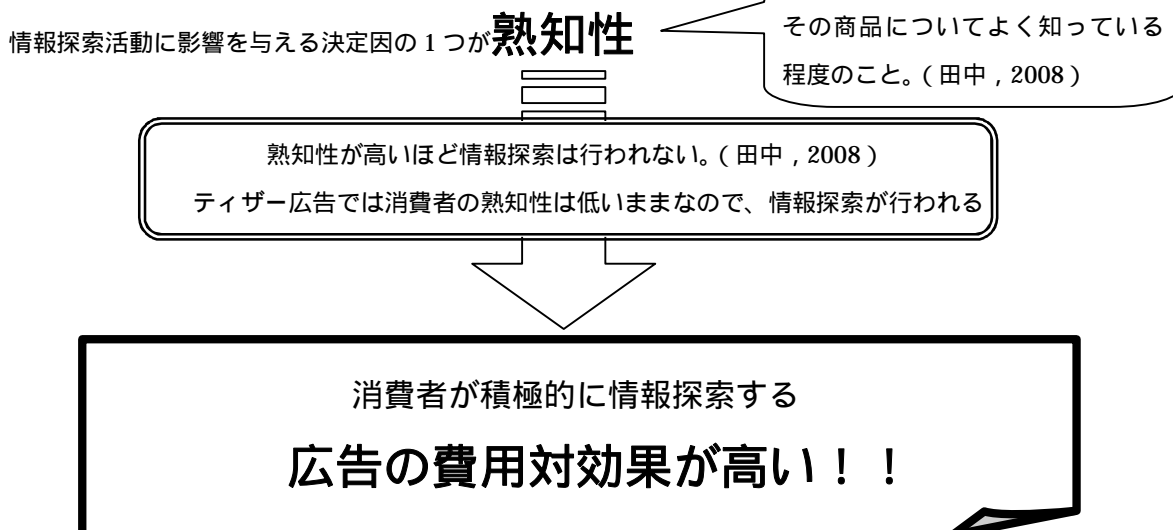 情報探索活動に影響を与える決定因の1つが熟知性
その商品についてよく知っている
程度のこと。(田中,2008)
熟知性が高いほど情報探索は行われない。(田中,2008)
ティザー広告では消費者の熟知性は低いままなので、情報探索が行われる
消費者が積極的に情報探索する
広告の費用対効果が高い!!